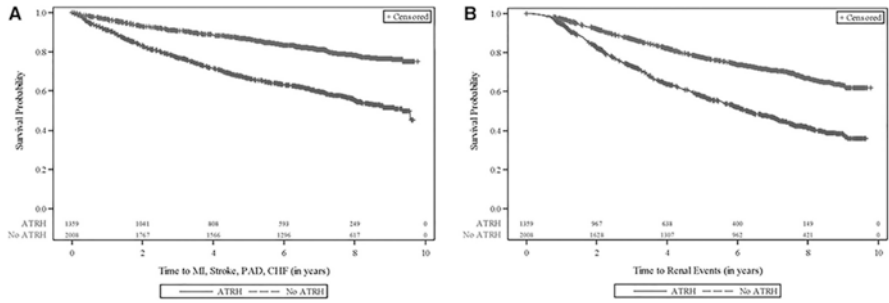 A
+ Censored
1.0
0.8
0.6
0.4
0.2
0.0
Survival Probability
ATRH 1359 1041 808 593 249 0
No ATRH 2008 1767 1566 1296 617 0
0 2 4 6 8 10
Time to MI, Stroke, PAD, CHF (in years)
ATRH No ATRH
B
+ Censored
1.0
0.8
0.6
0.4
0.2
0.0
Survival Probability
ATRH 1359 967 638 400 149 0
No ATRH 2008 1628 1307 962 421 0
0 2 4 6 8 10
Time to Renal Events (in years)
ATRH No ATRH